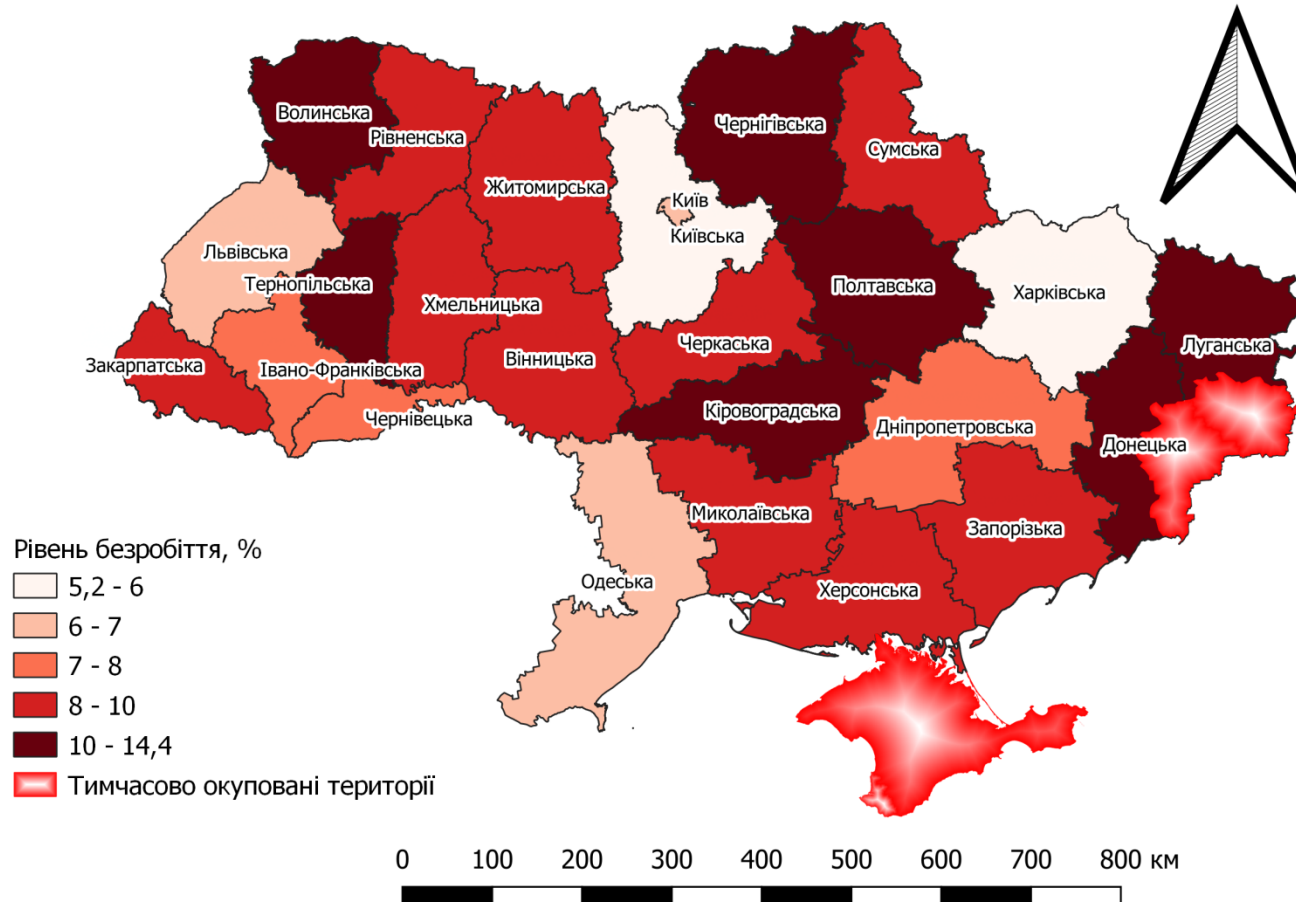 Волинська
Рівненська
Житомирська
Чернігівська
Сумська
Київ
Київська
Львівська
Тернопільська
Хмельницька
Полтавська
Харківська
Луганська
Закарпатська
Івано-Франківська
Вінницька
Черкаська
Чернівецька
Кіровоградська
Дніпропетровська
Донецька
Миколаївська
Запорізька
Одеська
Херсонська
Рівень безробіття, %
5,2 - 6
6 - 7
7 - 8
8 - 10
10 - 14,4
Тимчасово окуповані території
0 100 200 300 400 500 600 700 800 км